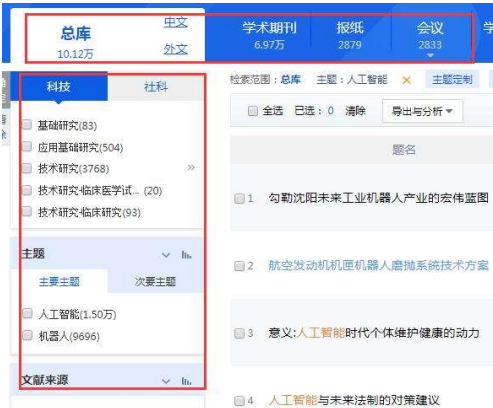 总库
10.12万
中文
外文
学术期刊
6.97万
报纸
2879
会议
2833
科技
社科
基础研究(83)
应用基础研究(504)
技术研究(3768)
»
技术研究-临床医学试... (20)
技术研究-临床研究(93)
主题
主要主题
次要主题
人工智能(1.50万)
机器人(9696)
文献来源
检索范围：总库 主题：人工智能 × 主题定制
全选 已选：0 清除 导出与分析
题名
1 勾勒沈阳未来工业机器人产业的宏伟蓝图
2 航空发动机机匣机器人磨抛系统技术方案
3 意义:人工智能时代个体维护健康的动力
4 人工智能与未来法制的对策建议